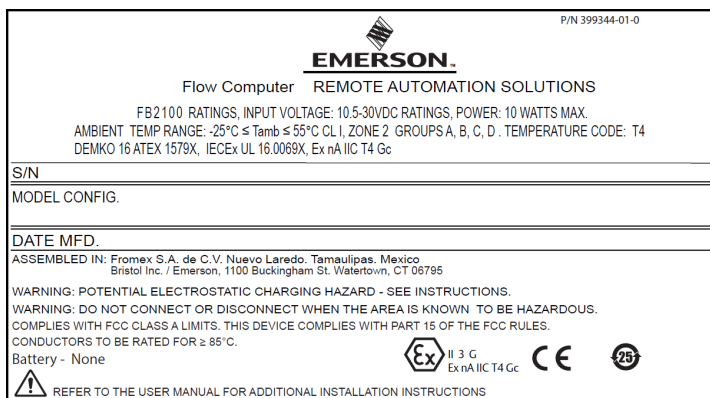 P/N 399344-01-0
EMERSON™
Flow Computer REMOTE AUTOMATION SOLUTIONS
FB2100 RATINGS, INPUT VOLTAGE: 10.5-30VDC RATINGS, POWER: 10 WATTS MAX.
AMBIENT TEMP RANGE: -25°C ≤ Tamb ≤ 55°C CL I, ZONE 2 GROUPS A, B, C, D . TEMPERATURE CODE: T4
DEMKO 16 ATEX 1579X, IECEx UL 16.0069X, Ex nA IIC T4 Gc
S/N
MODEL CONFIG.
DATE MFD.
ASSEMBLED IN: Fromex S.A. de C.V. Nuevo Laredo. Tamaulipas. Mexico
Bristol Inc. / Emerson, 1100 Buckingham St. Watertown, CT 06795
WARNING: POTENTIAL ELECTROSTATIC CHARGING HAZARD - SEE INSTRUCTIONS.
WARNING: DO NOT CONNECT OR DISCONNECT WHEN THE AREA IS KNOWN TO BE HAZARDOUS.
COMPLIES WITH FCC CLASS A LIMITS. THIS DEVICE COMPLIES WITH PART 15 OF THE FCC RULES.
CONDUCTORS TO BE RATED FOR ≥ 85°C.
Battery - None
Ex II 3 G
Ex nA IIC T4 Gc
CE
25
REFER TO THE USER MANUAL FOR ADDITIONAL INSTALLATION INSTRUCTIONS